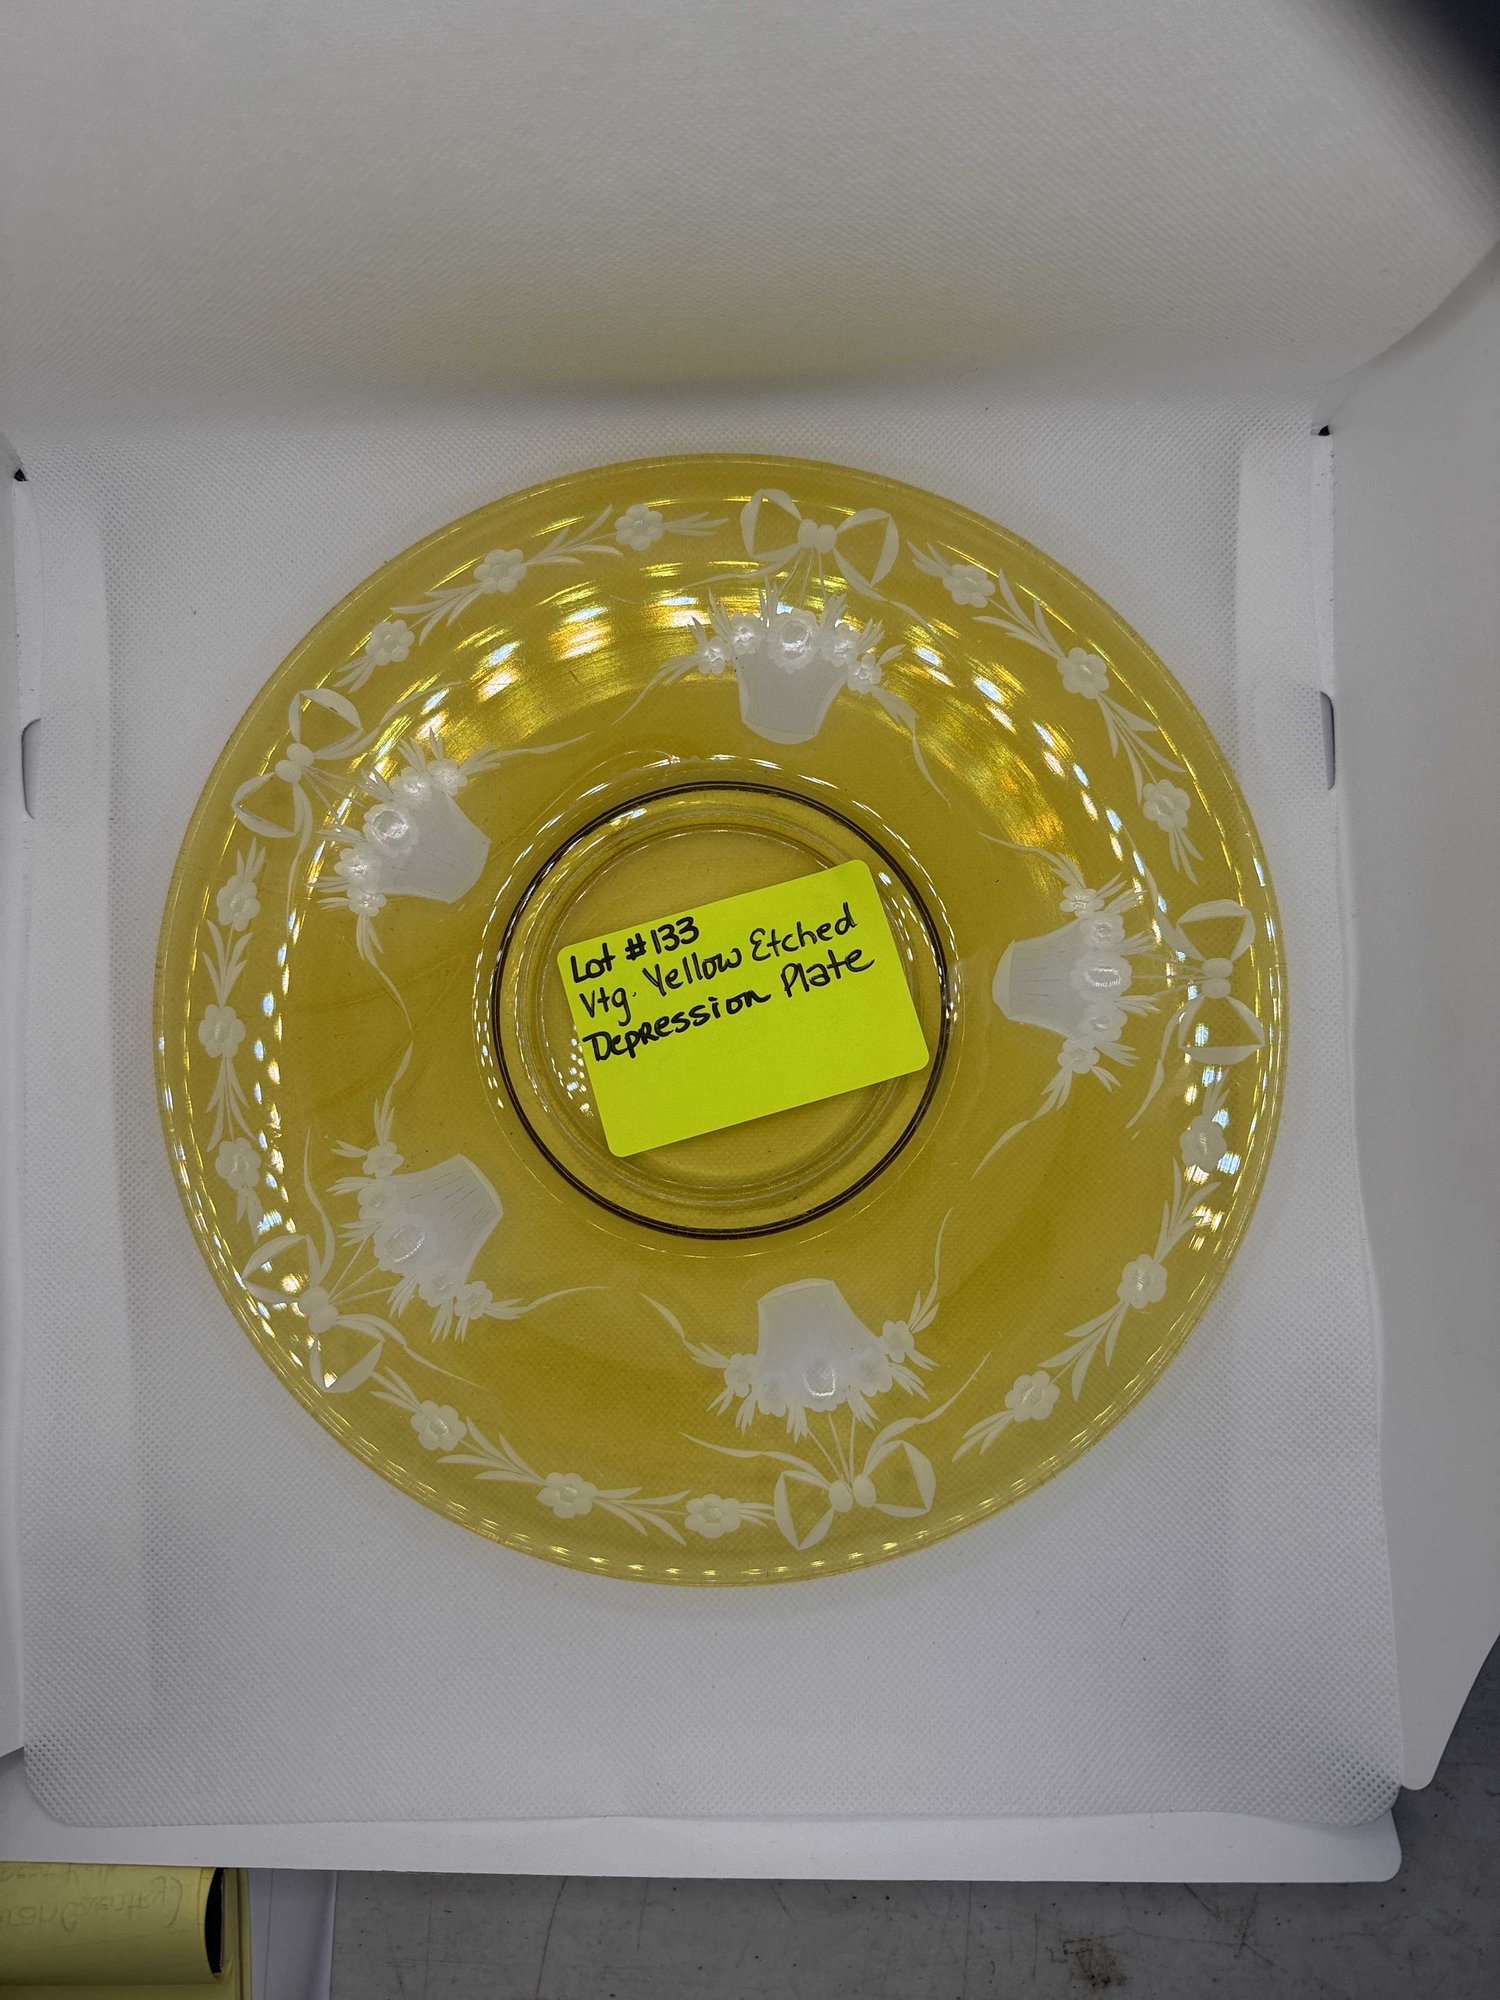 Lot #133
Vtg. Yellow Etched
Depression Plate